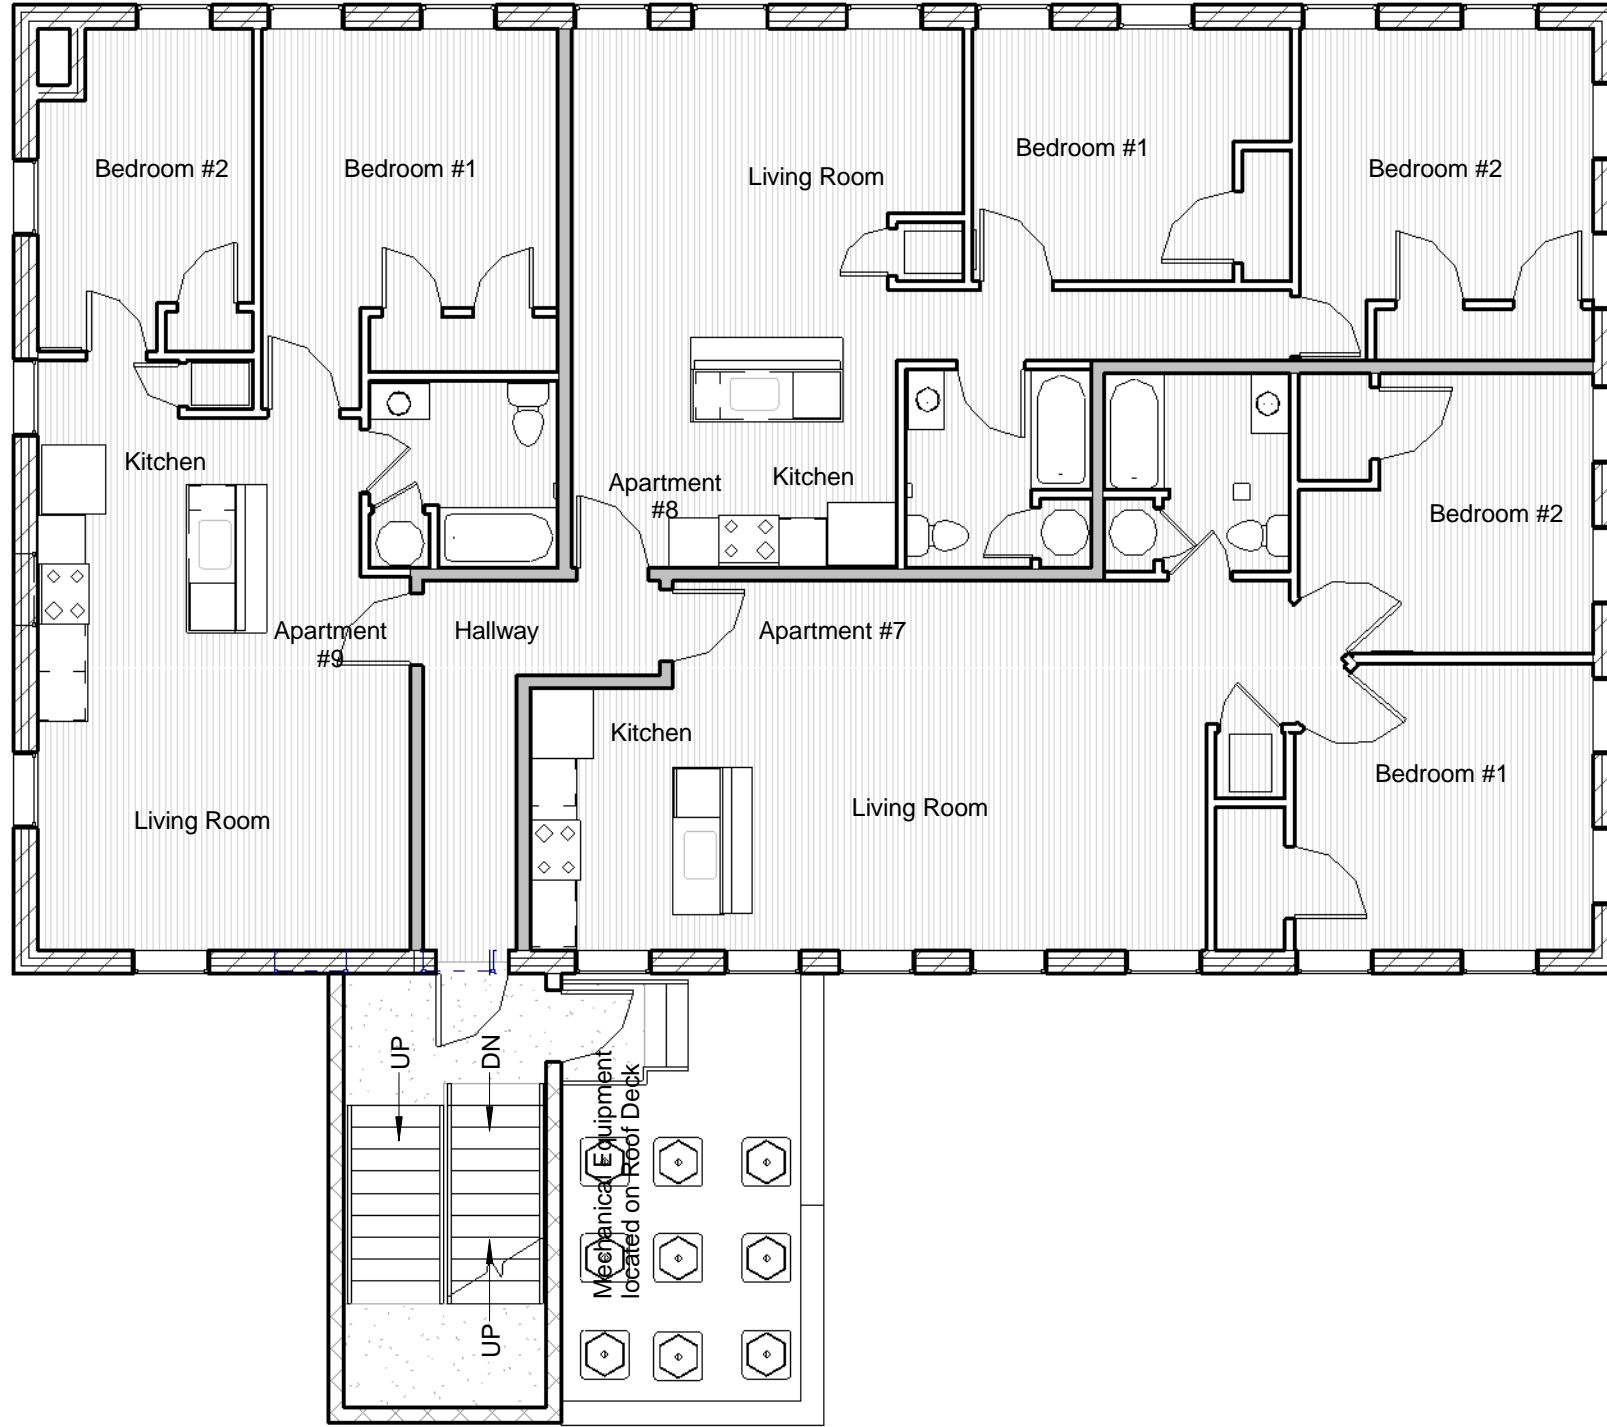 Bedroom #2
Bedroom #1
Living Room
Bedroom #1
Bedroom #2
Kitchen
Apartment
#8
Kitchen
Bedroom #2
Apartment
#9
Hallway
Apartment #7
Kitchen
Living Room
Living Room
Bedroom #1
UP
DN
UP
Mechanical Equipment
located on Roof Deck